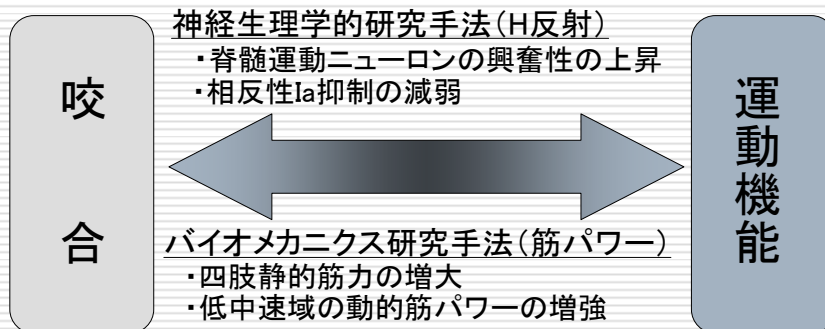 咬合
神経生理学的研究手法（H反射）
・脊髄運動ニューロンの興奮性の上昇
・相反性Ia抑制の減弱
バイオメカニクス研究手法（筋パワー）
・四肢静的筋力の増大
・低中速域の動的筋パワーの増強
運動機能